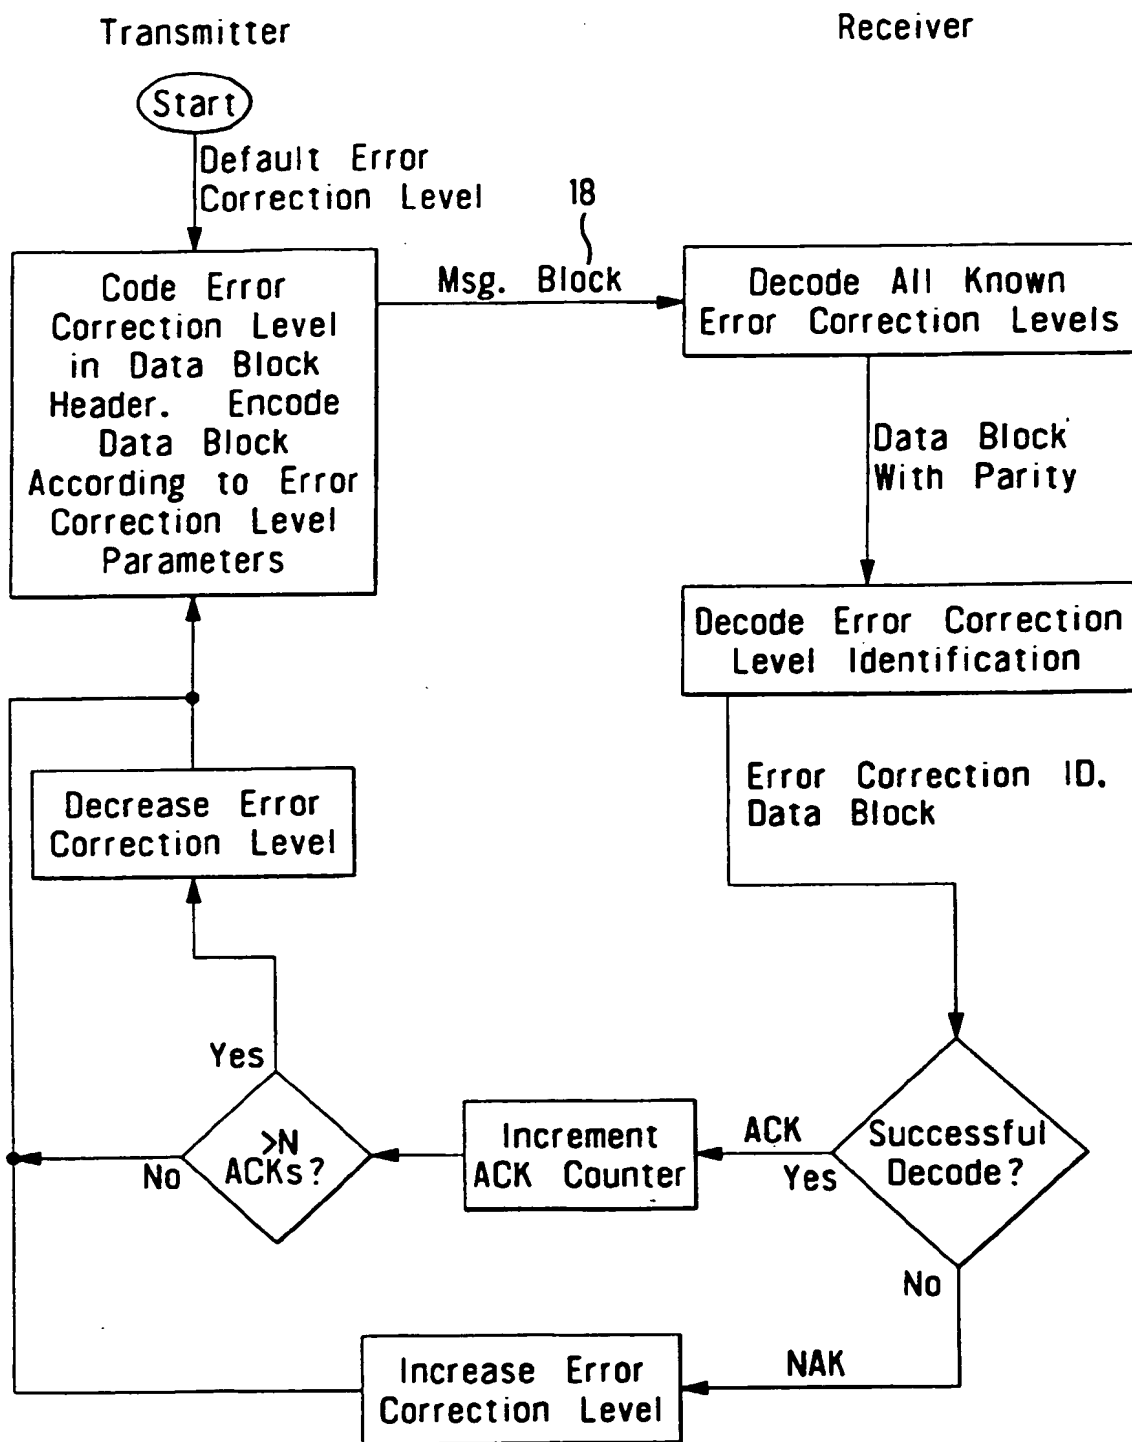 Transmitter
Receiver
Start
Default Error
Correction Level
18
Msg. Block
Code Error
Correction Level
in Data Block
Header. Encode
Data Block
According to Error
Correction Level
Parameters
Decode All Known
Error Correction Levels
Data Block
With Parity
Decode Error Correction
Level Identification
Error Correction ID.
Data Block
Decrease Error
Correction Level
Yes
>N
ACKs?
No
Increment
ACK Counter
ACK
Yes
Successful
Decode?
No
NAK
Increase Error
Correction Level